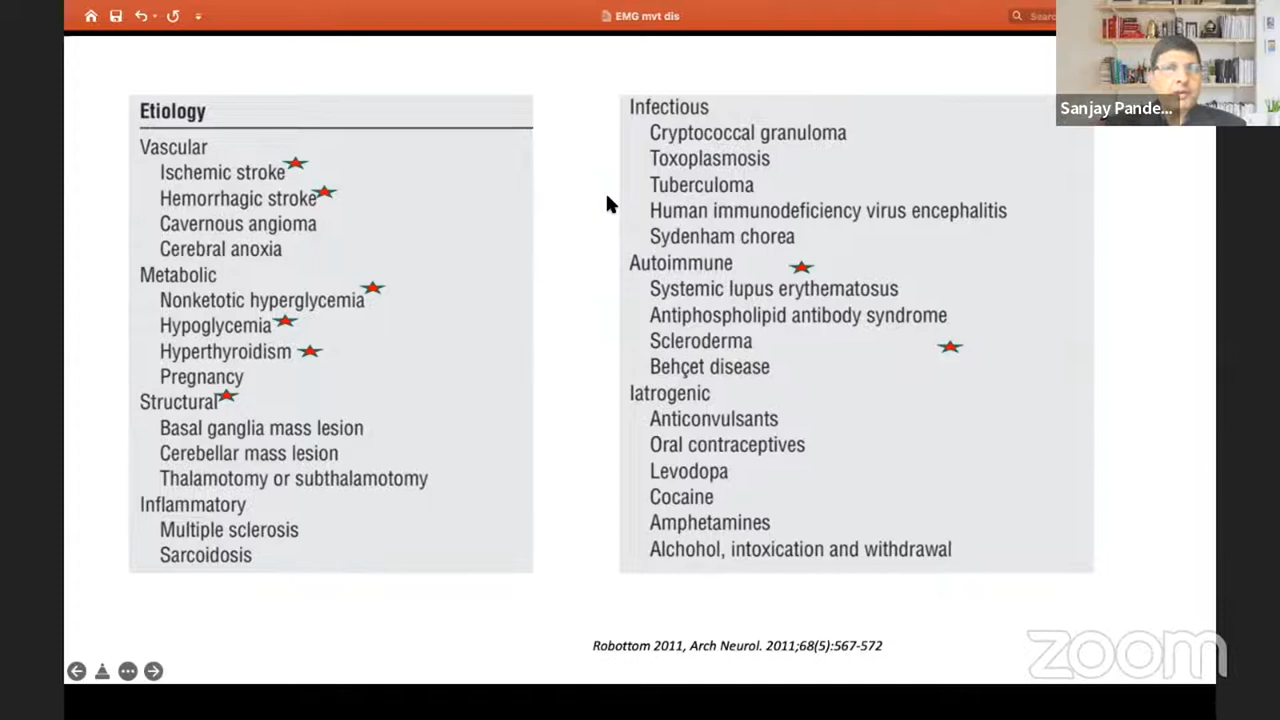 EMG mvt dis
Sear
Sanjay Pande...
Etiology
Vascular
Ischemic stroke
Hemorrhagic stroke
Cavernous angioma
Cerebral anoxia
Metabolic
Nonketotic hyperglycemia
Hypoglycemia
Hyperthyroidism
Pregnancy
Structural
Basal ganglia mass lesion
Cerebellar mass lesion
Thalamotomy or subthalamotomy
Inflammatory
Multiple sclerosis
Sarcoidosis
Infectious
Cryptococcal granuloma
Toxoplasmosis
Tuberculoma
Human immunodeficiency virus encephalitis
Sydenham chorea
Autoimmune
Systemic lupus erythematosus
Antiphospholipid antibody syndrome
Scleroderma
Behçet disease
Iatrogenic
Anticonvulsants
Oral contraceptives
Levodopa
Cocaine
Amphetamines
Alchohol, intoxication and withdrawal
Robottom 2011, Arch Neurol. 2011;68(5):567-572
zoom